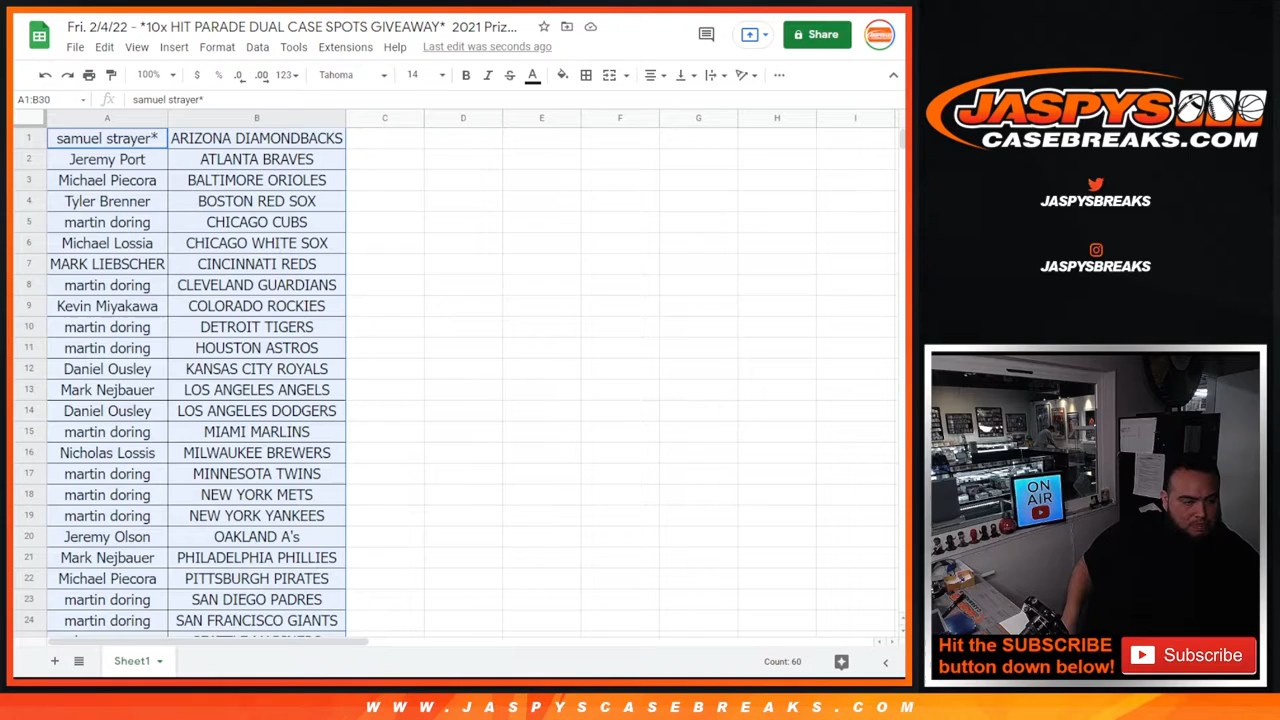 Fri. 2/4/22 - *10x HIT PARADE DUAL CASE SPOTS GIVEAWAY* 2021 Priz...
File Edit View Insert Format Data Tools Extensions Help Last edit was seconds ago
Share
100% $ % .0 .00 123 Tahoma 14 B I S A
A1:B30 fx samuel strayer*
A B C D E F G H I
1 samuel strayer* ARIZONA DIAMONDBACKS
2 Jeremy Port ATLANTA BRAVES
3 Michael Piecora BALTIMORE ORIOLES
4 Tyler Brenner BOSTON RED SOX
5 martin doring CHICAGO CUBS
6 Michael Lossia CHICAGO WHITE SOX
7 MARK LIEBSCHER CINCINNATI REDS
8 martin doring CLEVELAND GUARDIANS
9 Kevin Miyakawa COLORADO ROCKIES
10 martin doring DETROIT TIGERS
11 martin doring HOUSTON ASTROS
12 Daniel Ousley KANSAS CITY ROYALS
13 Mark Nejbauer LOS ANGELES ANGELS
14 Daniel Ousley LOS ANGELES DODGERS
15 martin doring MIAMI MARLINS
16 Nicholas Lossis MILWAUKEE BREWERS
17 martin doring MINNESOTA TWINS
18 martin doring NEW YORK METS
19 martin doring NEW YORK YANKEES
20 Jeremy Olson OAKLAND A's
21 Mark Nejbauer PHILADELPHIA PHILLIES
22 Michael Piecora PITTSBURGH PIRATES
23 martin doring SAN DIEGO PADRES
24 martin doring SAN FRANCISCO GIANTS
Sheet1
Count: 60
JASPYS
CASEBREAKS.COM
JASPYSBREAKS
JASPYSBREAKS
ON
AIR
Hit the SUBSCRIBE
button down below!
Subscribe
WWW.JASPYSCASEBREAKS.COM